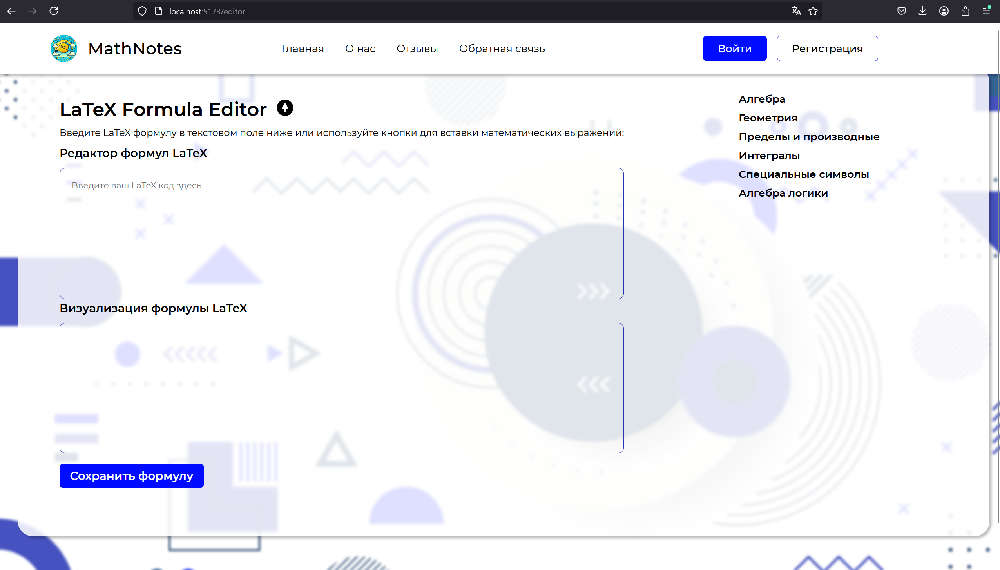 localhost:5173/editor
MathNotes
Главная
О нас
Отзывы
Обратная связь
Войти
Регистрация
LaTeX Formula Editor
Введите LaTeX формулу в текстовом поле ниже или используйте кнопки для вставки математических выражений:
Редактор формул LaTeX
Введите ваш LaTeX код здесь...
Визуализация формулы LaTeX
Сохранить формулу
Алгебра
Геометрия
Пределы и производные
Интегралы
Специальные символы
Алгебра логики